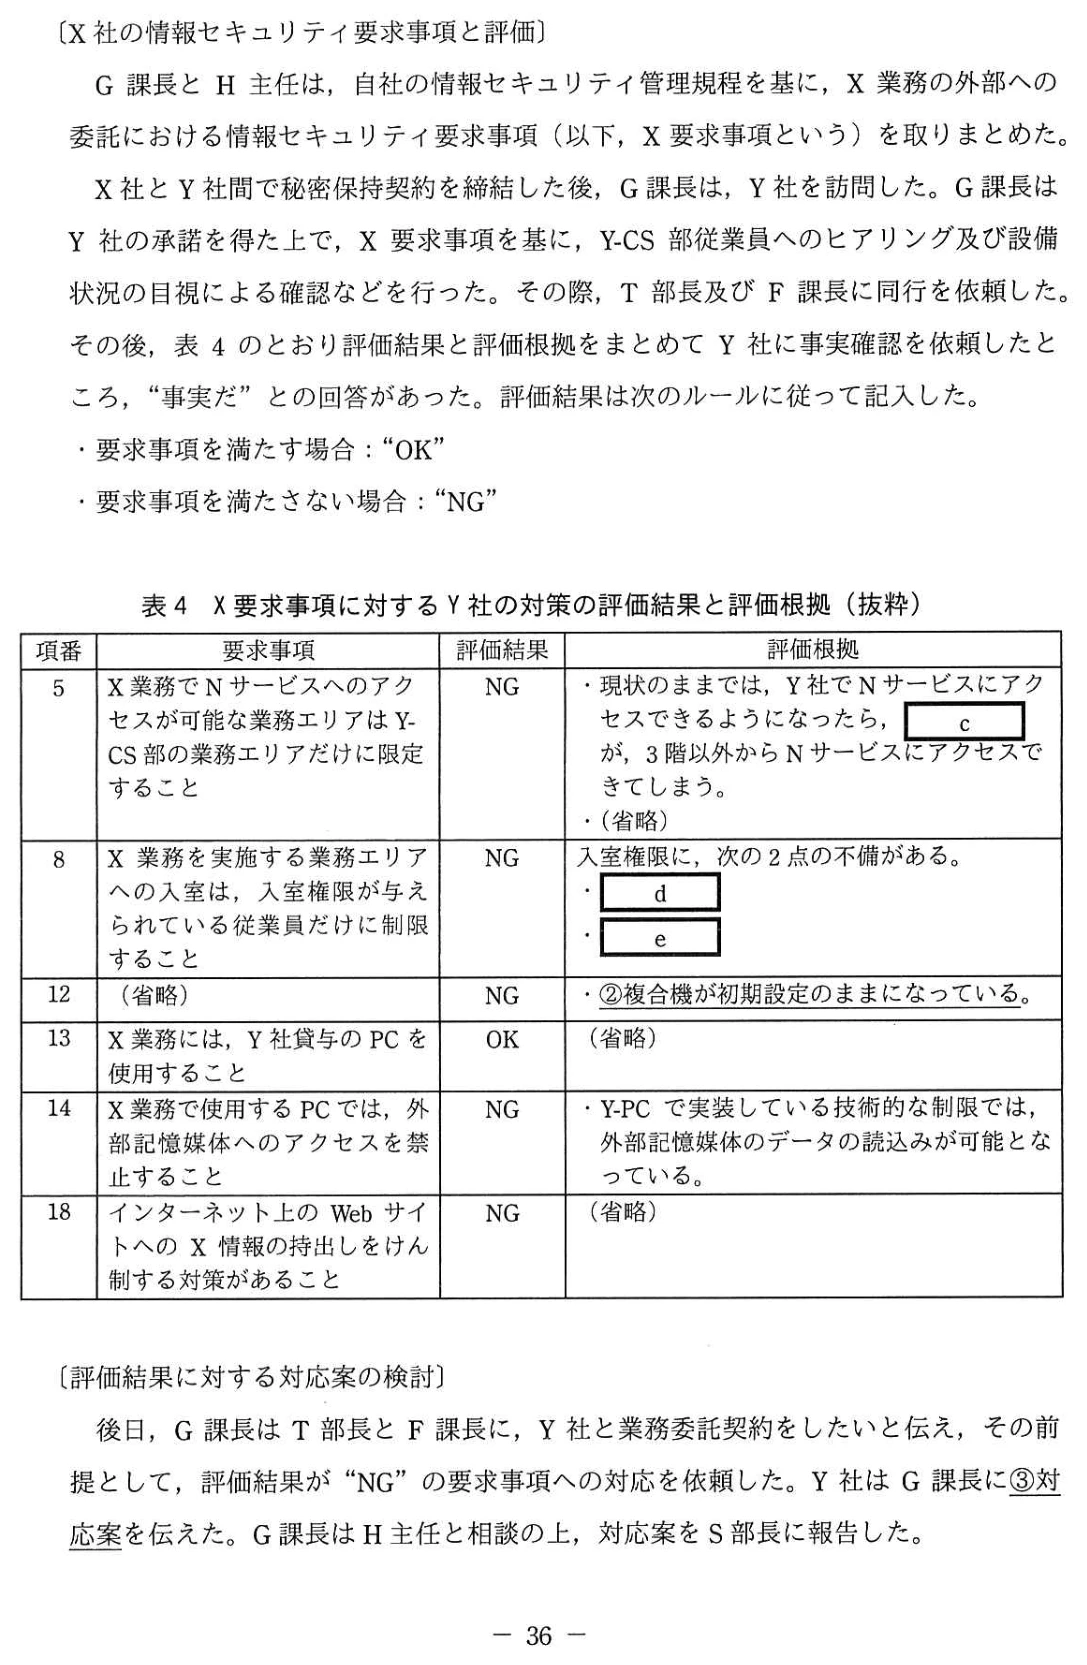 〔X 社の情報セキュリティ要求事項と評価〕
G 課長と H 主任は，自社の情報セキュリティ管理規程を基に，X 業務の外部への
委託における情報セキュリティ要求事項（以下，X 要求事項という）を取りまとめた。
X 社と Y 社間で秘密保持契約を締結した後，G 課長は，Y 社を訪問した。G 課長は
Y 社の承諾を得た上で，X 要求事項を基に，Y-CS 部従業員へのヒアリング及び設備
状況の目視による確認などを行った。その際，T 部長及び F 課長に同行を依頼した。
その後，表 4 のとおり評価結果と評価根拠をまとめて Y 社に事実確認を依頼したと
ころ，“事実だ” との回答があった。評価結果は次のルールに従って記入した。
・要求事項を満たす場合：“OK”
・要求事項を満たさない場合：“NG”
表 4 X 要求事項に対する Y 社の対策の評価結果と評価根拠（抜粋）
項番 要求事項 評価結果 評価根拠
5 X 業務で N サービスへのアク NG ・現状のままでは，Y 社で N サービスにアク
セスが可能な業務エリアは Y- セスできるようになったら， c
CS 部の業務エリアだけに限定 が，3 階以外から N サービスにアクセスで
すること きてしまう。
・（省略）
8 X 業務を実施する業務エリア NG 入室権限に，次の 2 点の不備がある。
への入室は，入室権限が与え ・ d
られている従業員だけに制限 ・ e
すること
12 （省略） NG ・②複合機が初期設定のままになっている。
13 X 業務には，Y 社貸与の PC を OK （省略）
使用すること
14 X 業務で使用する PC では，外 NG ・Y-PC で実装している技術的な制限では，
部記憶媒体へのアクセスを禁 外部記憶媒体のデータの読込みが可能とな
止すること っている。
18 インターネット上の Web サイ NG （省略）
トへの X 情報の持出しをけん
制する対策があること
〔評価結果に対する対応案の検討〕
後日，G 課長は T 部長と F 課長に，Y 社と業務委託契約をしたいと伝え，その前
提として，評価結果が “NG” の要求事項への対応を依頼した。Y 社は G 課長に③対
応案を伝えた。G 課長は H 主任と相談の上，対応案を S 部長に報告した。
－ 36 －